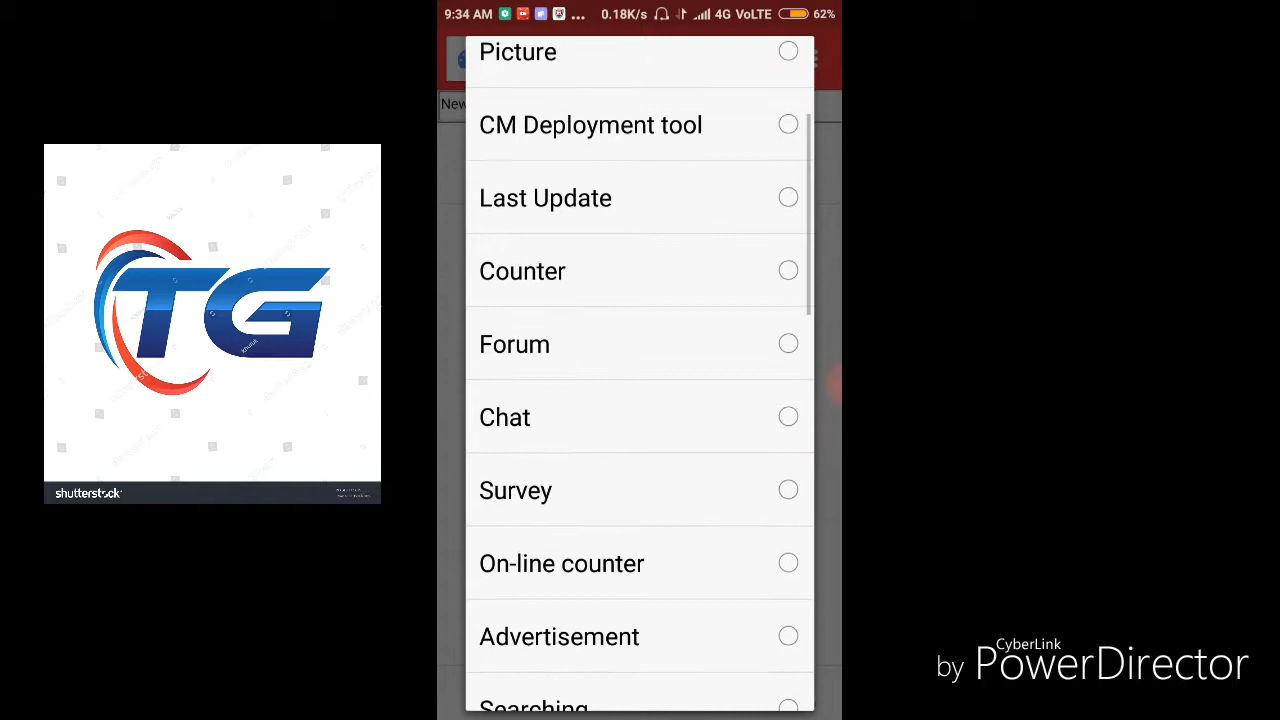 9:34 AM ... 0.18K/s 4G VoLTE 62%
New
Picture
CM Deployment tool
Last Update
Counter
Forum
Chat
Survey
On-line counter
Advertisement
Searching
TG
shutterstock
CyberLink
by PowerDirector